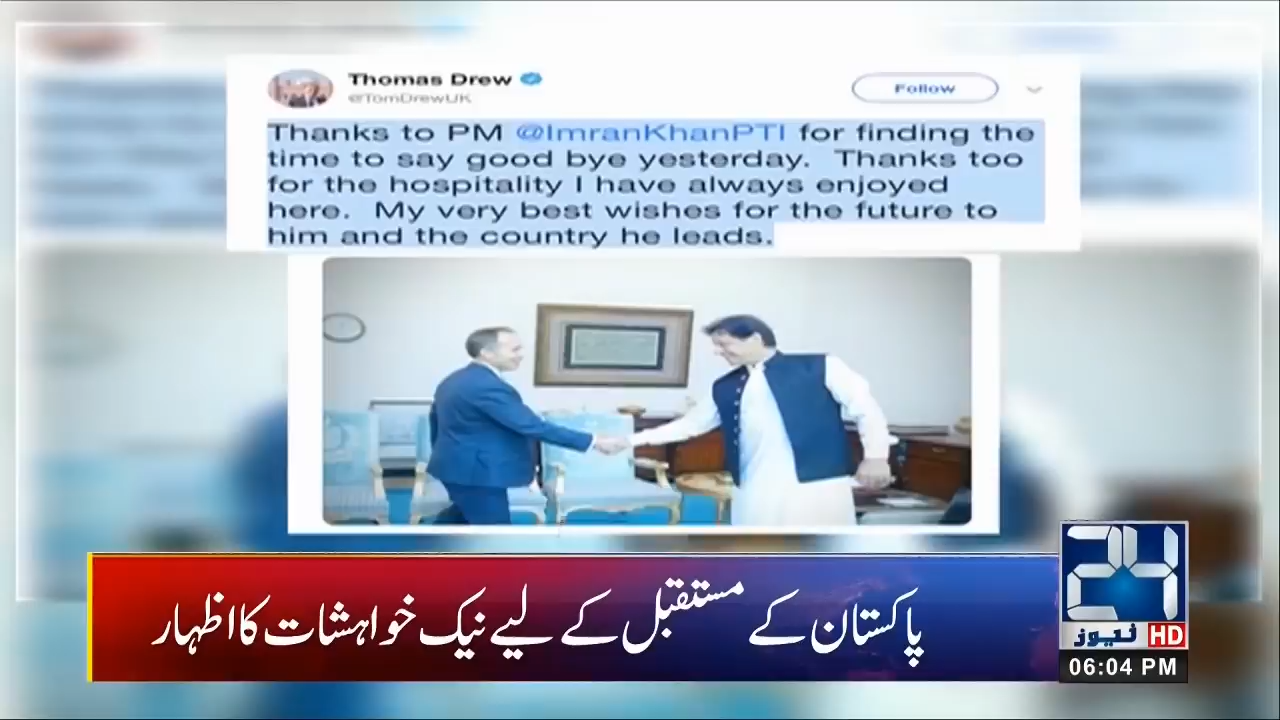 Thomas Drew
@TomDrewUK
Follow
Thanks to PM @ImranKhanPTI for finding the
time to say good bye yesterday. Thanks too
for the hospitality I have always enjoyed
here. My very best wishes for the future to
him and the country he leads.
پاکستان کے مستقبل کے لیے نیک خواہشات کا اظہار
24
نیوز HD
06:04 PM